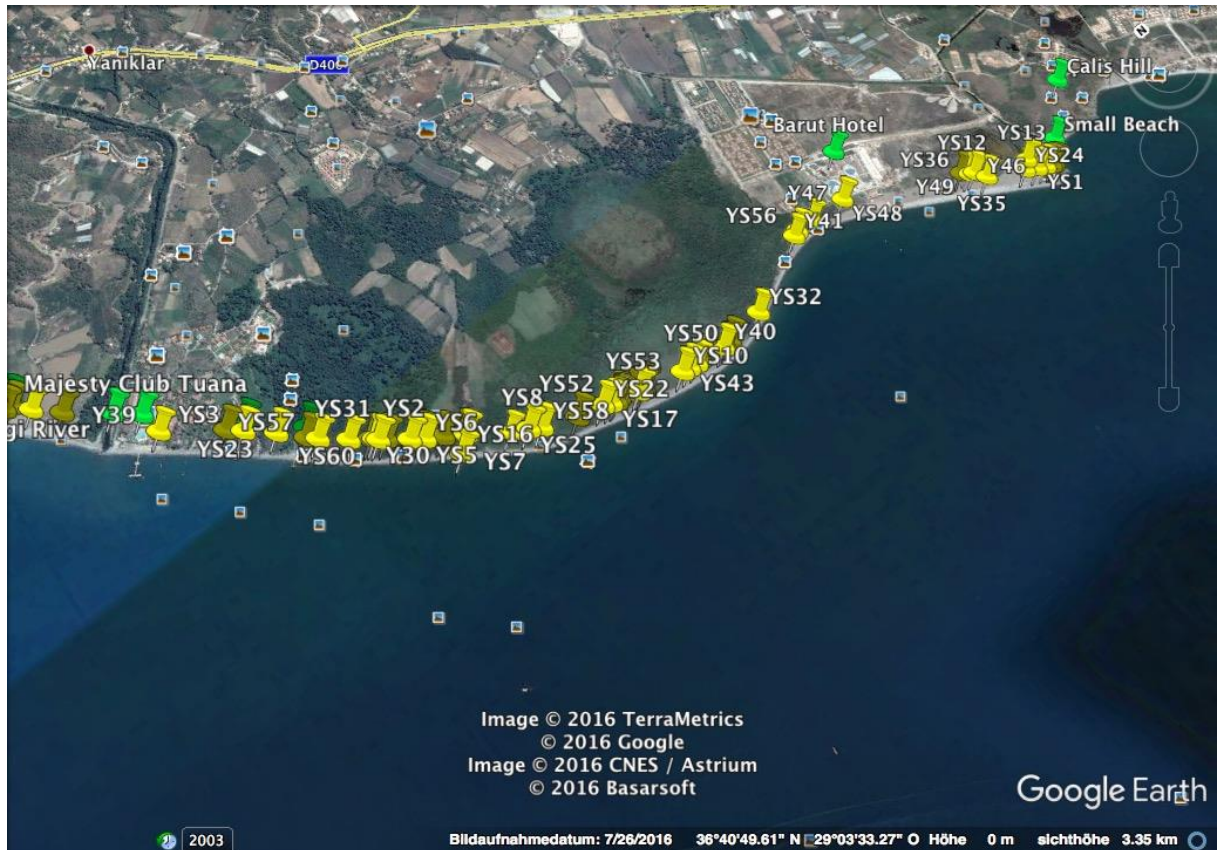 Yanıklar
D400
N
Çalis Hill
Barut Hotel
Small Beach
YS13
YS12
YS24
YS36
Y46
YS1
Y47
Y49
YS35
YS56
Y41
YS48
YS32
YS50
Y40
YS53
YS10
YS43
Majesty Club Tuana
YS52
YS22
YS8
Y39
YS3
YS31
YS2
YS58
YS17
gi River
YS57
YS6
YS16
YS25
YS23
YS60
Y30
YS5
YS7
Image © 2016 TerraMetrics
© 2016 Google
Image © 2016 CNES / Astrium
© 2016 Basarsoft
Google Earth
2003
Bildaufnahmedatum: 7/26/2016 36°40'49.61" N 29°03'33.27" O Höhe 0 m sichthöhe 3.35 km